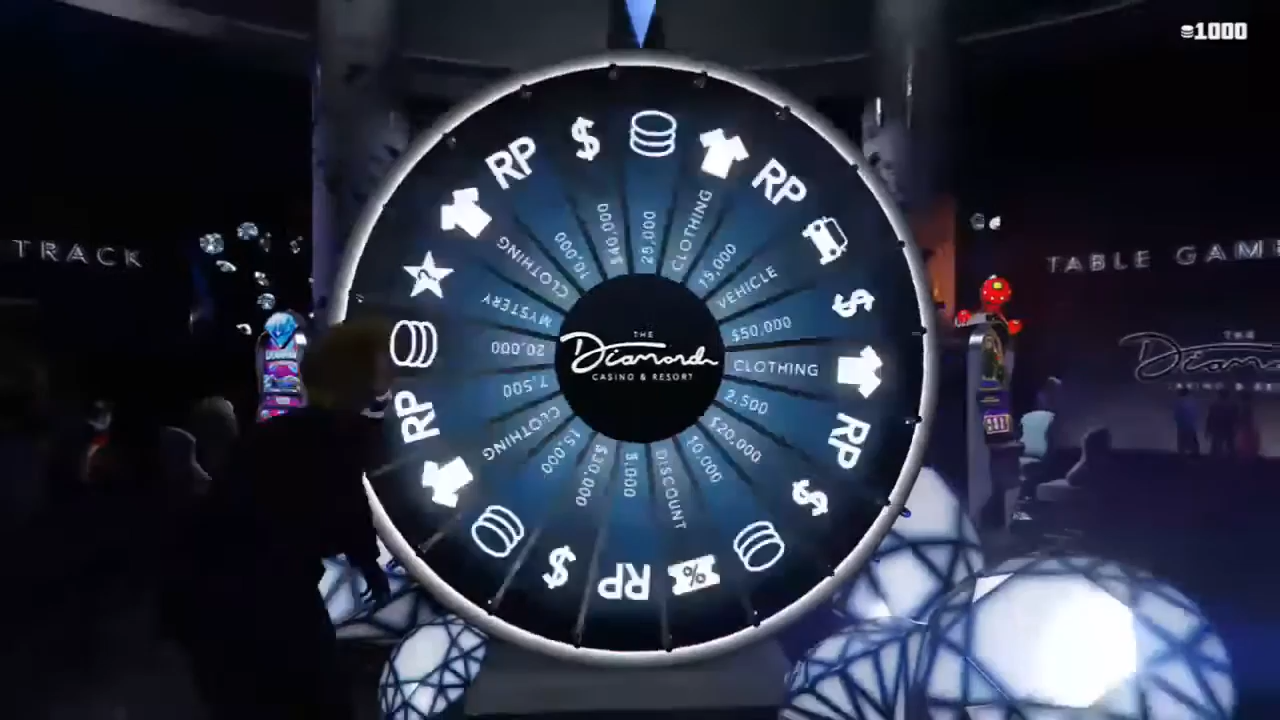 1000
TRACK
TABLE GAM
25,000
CLOTHING
RP
15,000
VEHICLE
$
$50,000
CLOTHING
RP
2,500
$
$20,000
10,000
%
DISCOUNT
RP
5,000
$
$30,000
15,000
CLOTHING
RP
7,500
20,000
?
MYSTERY
CLOTHING
RP
10,000
$
$40,000
THE
Diamond
CASINO & RESORT
THE